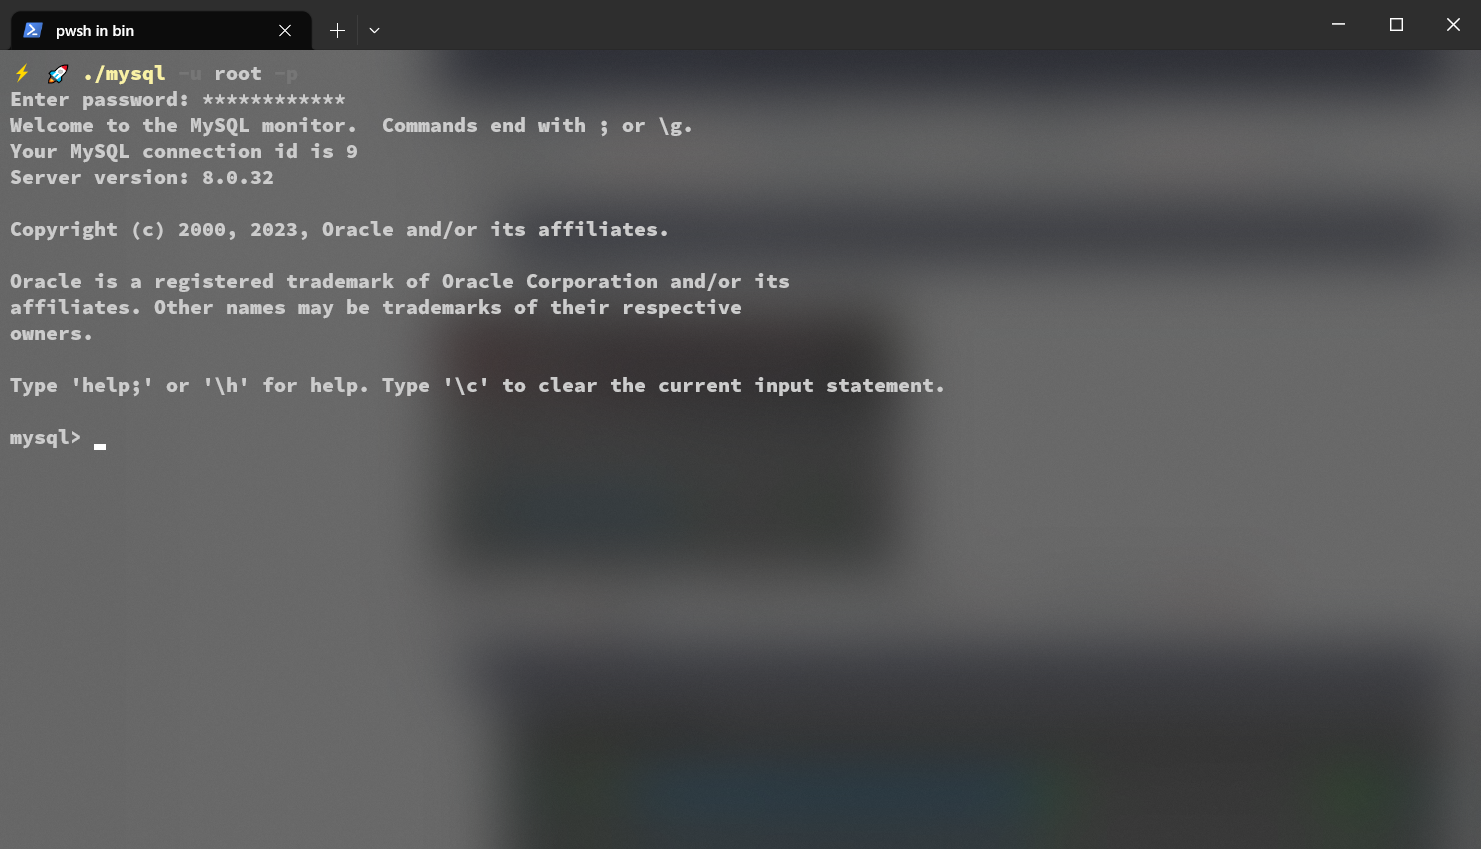 pwsh in bin
./mysql -u root -p
Enter password: ************
Welcome to the MySQL monitor.  Commands end with ; or \g.
Your MySQL connection id is 9
Server version: 8.0.32
Copyright (c) 2000, 2023, Oracle and/or its affiliates.
Oracle is a registered trademark of Oracle Corporation and/or its
affiliates. Other names may be trademarks of their respective
owners.
Type 'help;' or '\h' for help. Type '\c' to clear the current input statement.
mysql>